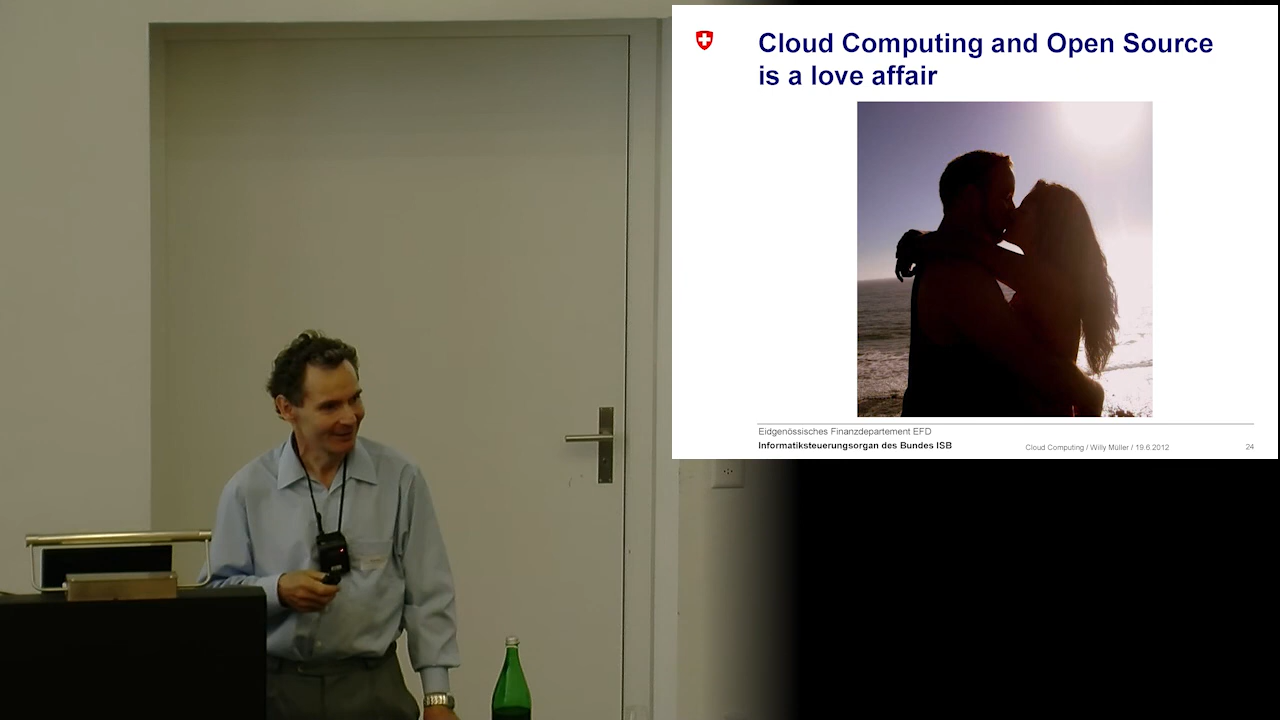 Cloud Computing and Open Source
is a love affair
Eidgenössisches Finanzdepartement EFD
Informatiksteuerungsorgan des Bundes ISB
Cloud Computing / Willy Müller / 19.6.2012
24